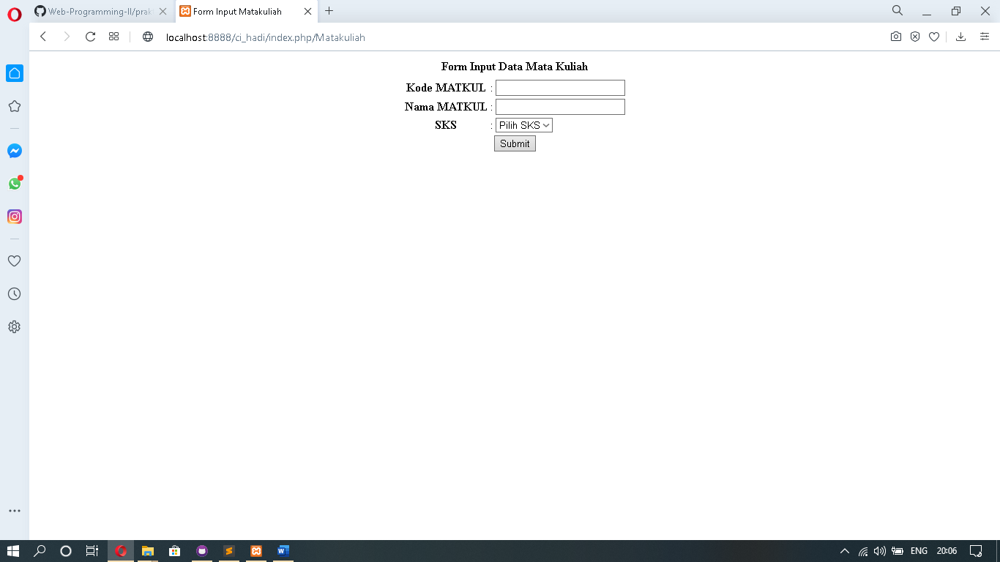 Web-Programming-II/prak
Form Input Matakuliah
localhost:8888/ci_hadi/index.php/Matakuliah
Form Input Data Mata Kuliah
Kode MATKUL :
Nama MATKUL :
SKS : Pilih SKS
Submit
ENG 20:06